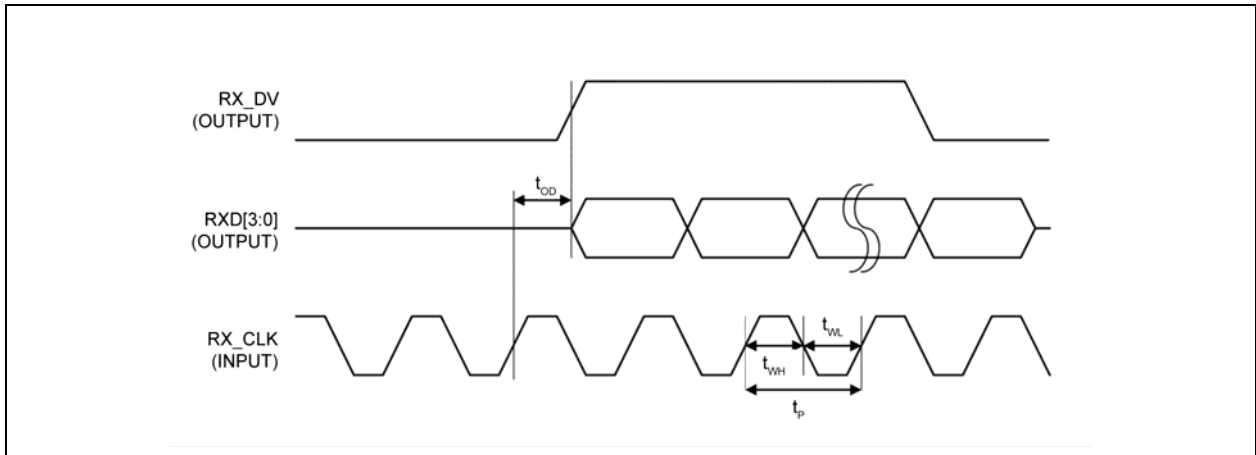 RX_DV
(OUTPUT)
tOD
RXD[3:0]
(OUTPUT)
RX_CLK
(INPUT)
tWL
tWH
tP